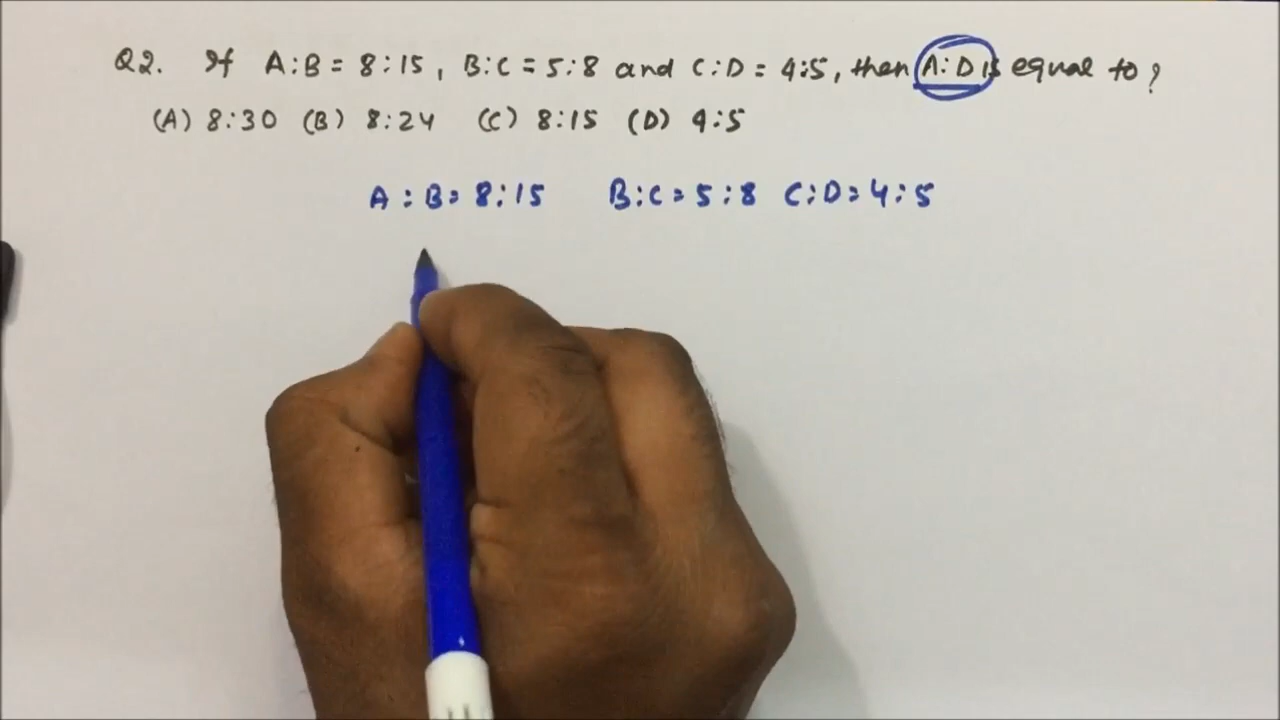 Q2. If A:B = 8:15, B:C = 5:8 and C:D = 4:5, then A:D is equal to?
(A) 8:30 (B) 8:24 (C) 8:15 (D) 4:5
A:B = 8:15 B:C = 5:8 C:D = 4:5